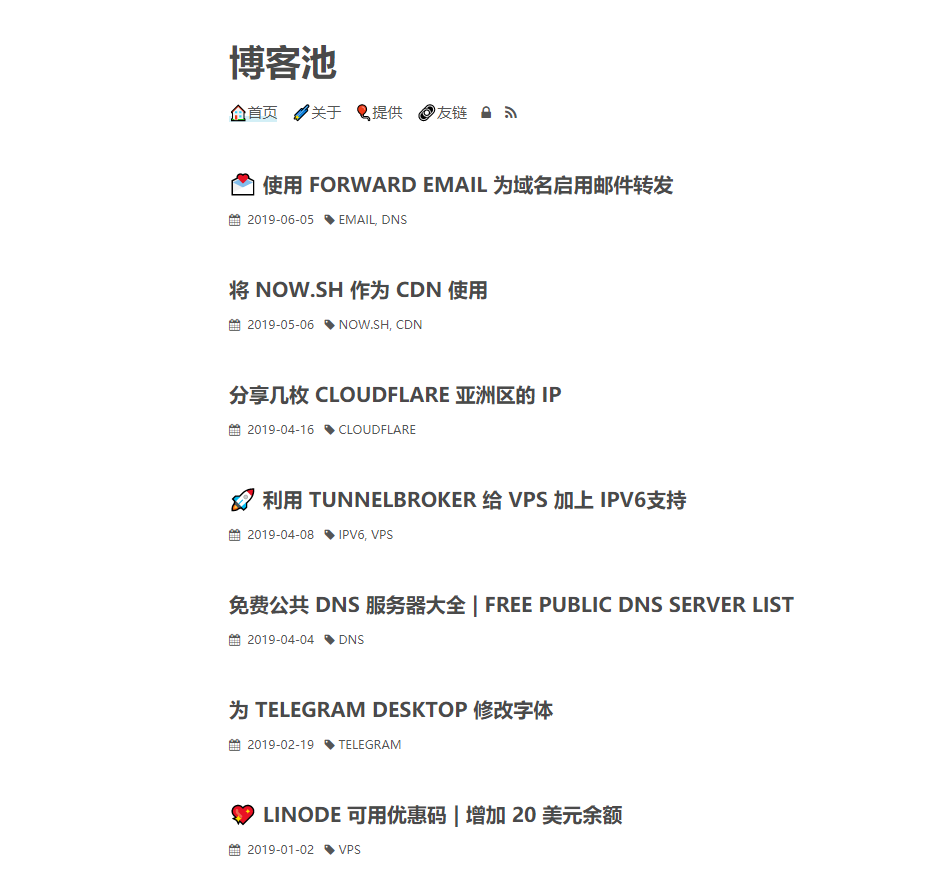 博客池
首页 关于 提供 友链
使用 FORWARD EMAIL 为域名启用邮件转发
2019-06-05 EMAIL, DNS
将 NOW.SH 作为 CDN 使用
2019-05-06 NOW.SH, CDN
分享几枚 CLOUDFLARE 亚洲区的 IP
2019-04-16 CLOUDFLARE
利用 TUNNELBROKER 给 VPS 加上 IPV6支持
2019-04-08 IPV6, VPS
免费公共 DNS 服务器大全 | FREE PUBLIC DNS SERVER LIST
2019-04-04 DNS
为 TELEGRAM DESKTOP 修改字体
2019-02-19 TELEGRAM
LINODE 可用优惠码 | 增加 20 美元余额
2019-01-02 VPS